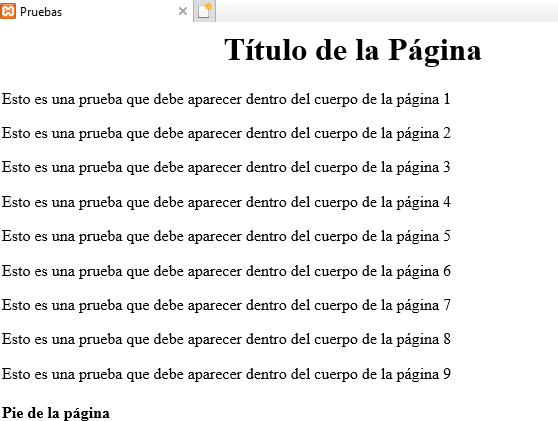 Pruebas
Título de la Página
Esto es una prueba que debe aparecer dentro del cuerpo de la página 1
Esto es una prueba que debe aparecer dentro del cuerpo de la página 2
Esto es una prueba que debe aparecer dentro del cuerpo de la página 3
Esto es una prueba que debe aparecer dentro del cuerpo de la página 4
Esto es una prueba que debe aparecer dentro del cuerpo de la página 5
Esto es una prueba que debe aparecer dentro del cuerpo de la página 6
Esto es una prueba que debe aparecer dentro del cuerpo de la página 7
Esto es una prueba que debe aparecer dentro del cuerpo de la página 8
Esto es una prueba que debe aparecer dentro del cuerpo de la página 9
Pie de la página